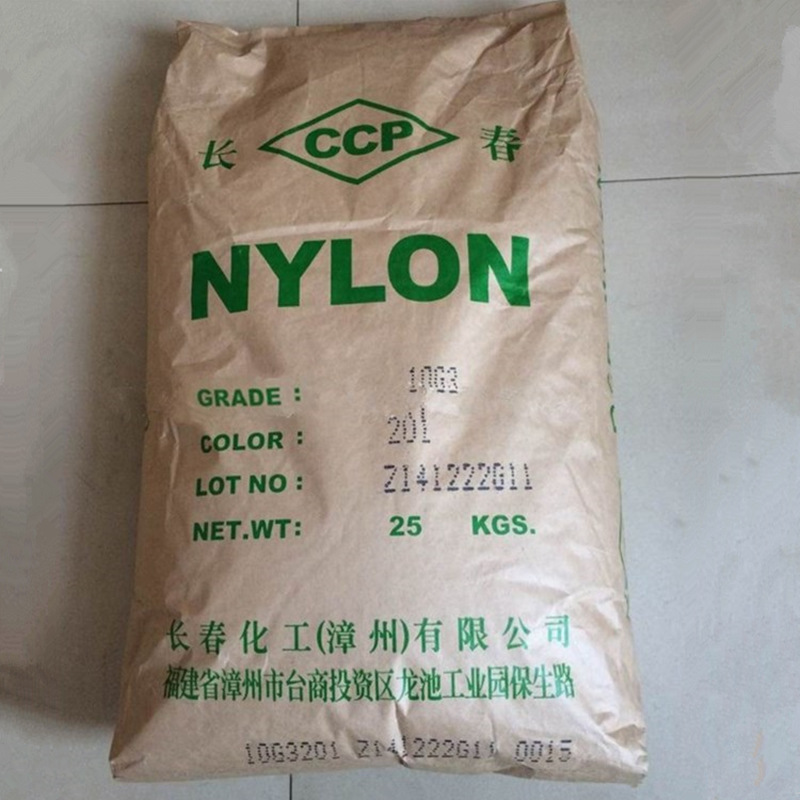 长 CCP 春
NYLON
GRADE : 10G3
COLOR : 201
LOT NO : Z141222G11
NET.WT: 25 KGS.
长春化工(漳州)有限公司
福建省漳州市台商投资区龙池工业园保生路
10G3201 Z141222G11 0015